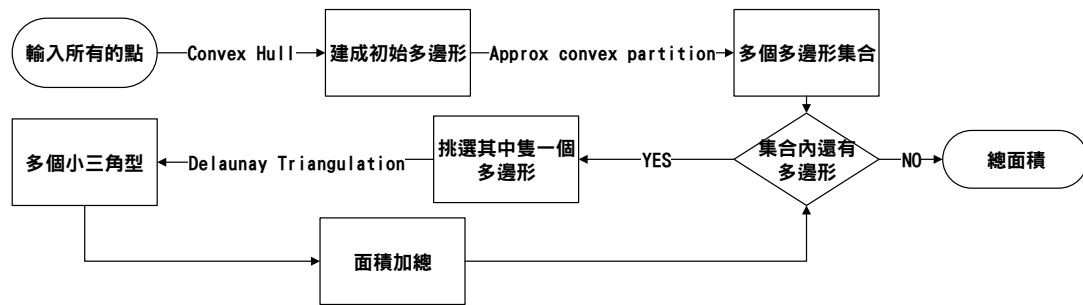 輸入所有的點
Convex Hull
建成初始多邊形
Approx convex partition
多個多邊形集合
集合內還有
多邊形
NO
總面積
YES
挑選其中隻一個
多邊形
Delaunay Triangulation
多個小三角型
面積加總